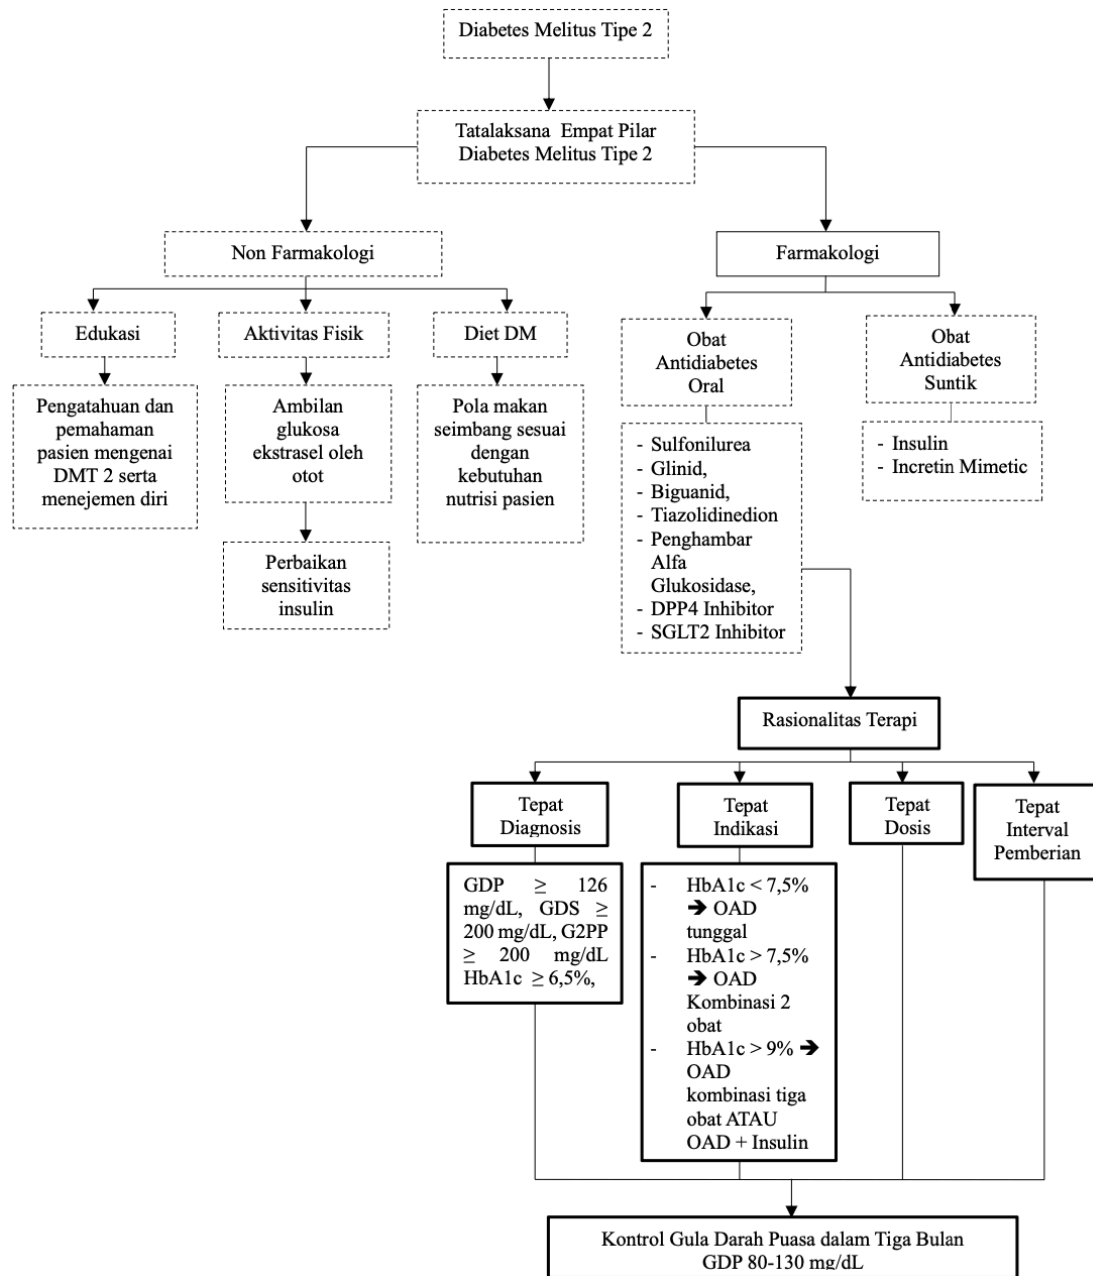 Diabetes Melitus Tipe 2
Tatalaksana Empat Pilar
Diabetes Melitus Tipe 2
Non Farmakologi
Farmakologi
Edukasi
Aktivitas Fisik
Diet DM
Obat
Antidiabetes
Oral
Obat
Antidiabetes
Suntik
Pengatahuan dan
pemahaman
pasien mengenai
DMT 2 serta
menejemen diri
Ambilan
glukosa
ekstrasel oleh
otot
Pola makan
seimbang sesuai
dengan
kebutuhan
nutrisi pasien
- Sulfonilurea
- Glinid,
- Biguanid,
- Tiazolidinedion
- Penghambar
Alfa
Glukosidase,
- DPP4 Inhibitor
- SGLT2 Inhibitor
- Insulin
- Incretin Mimetic
Perbaikan
sensitivitas
insulin
Rasionalitas Terapi
Tepat
Diagnosis
Tepat
Indikasi
Tepat
Dosis
Tepat
Interval
Pemberian
GDP ≥ 126
mg/dL, GDS ≥
200 mg/dL, G2PP
≥ 200 mg/dL
HbA1c ≥ 6,5%,
- HbA1c < 7,5%
➔ OAD
tunggal
- HbA1c > 7,5%
➔ OAD
Kombinasi 2
obat
- HbA1c > 9% ➔
OAD
kombinasi tiga
obat ATAU
OAD + Insulin
Kontrol Gula Darah Puasa dalam Tiga Bulan
GDP 80-130 mg/dL